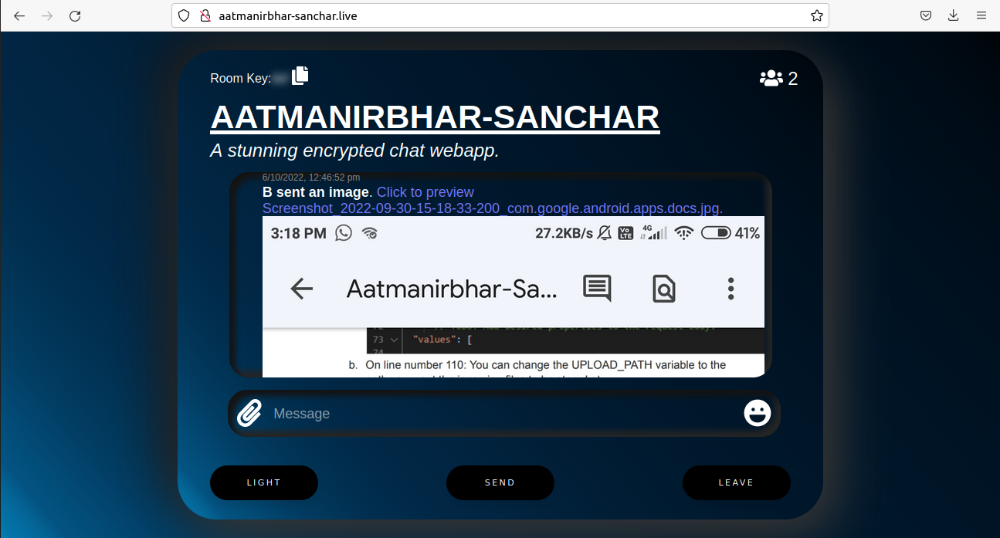 aatmanirbhar-sanchar.live
Room Key:
2
AATMANIRBHAR-SANCHAR
A stunning encrypted chat webapp.
6/10/2022, 12:46:52 pm
B sent an image. Click to preview
Screenshot_2022-09-30-15-18-33-200_com.google.android.apps.docs.jpg.
3:18 PM 27.2KB/s Vo LTE 4G 41%
Aatmanirbhar-Sa...
73 "values": [
74
b. On line number 110: You can change the UPLOAD_PATH variable to the
Message
LIGHT SEND LEAVE